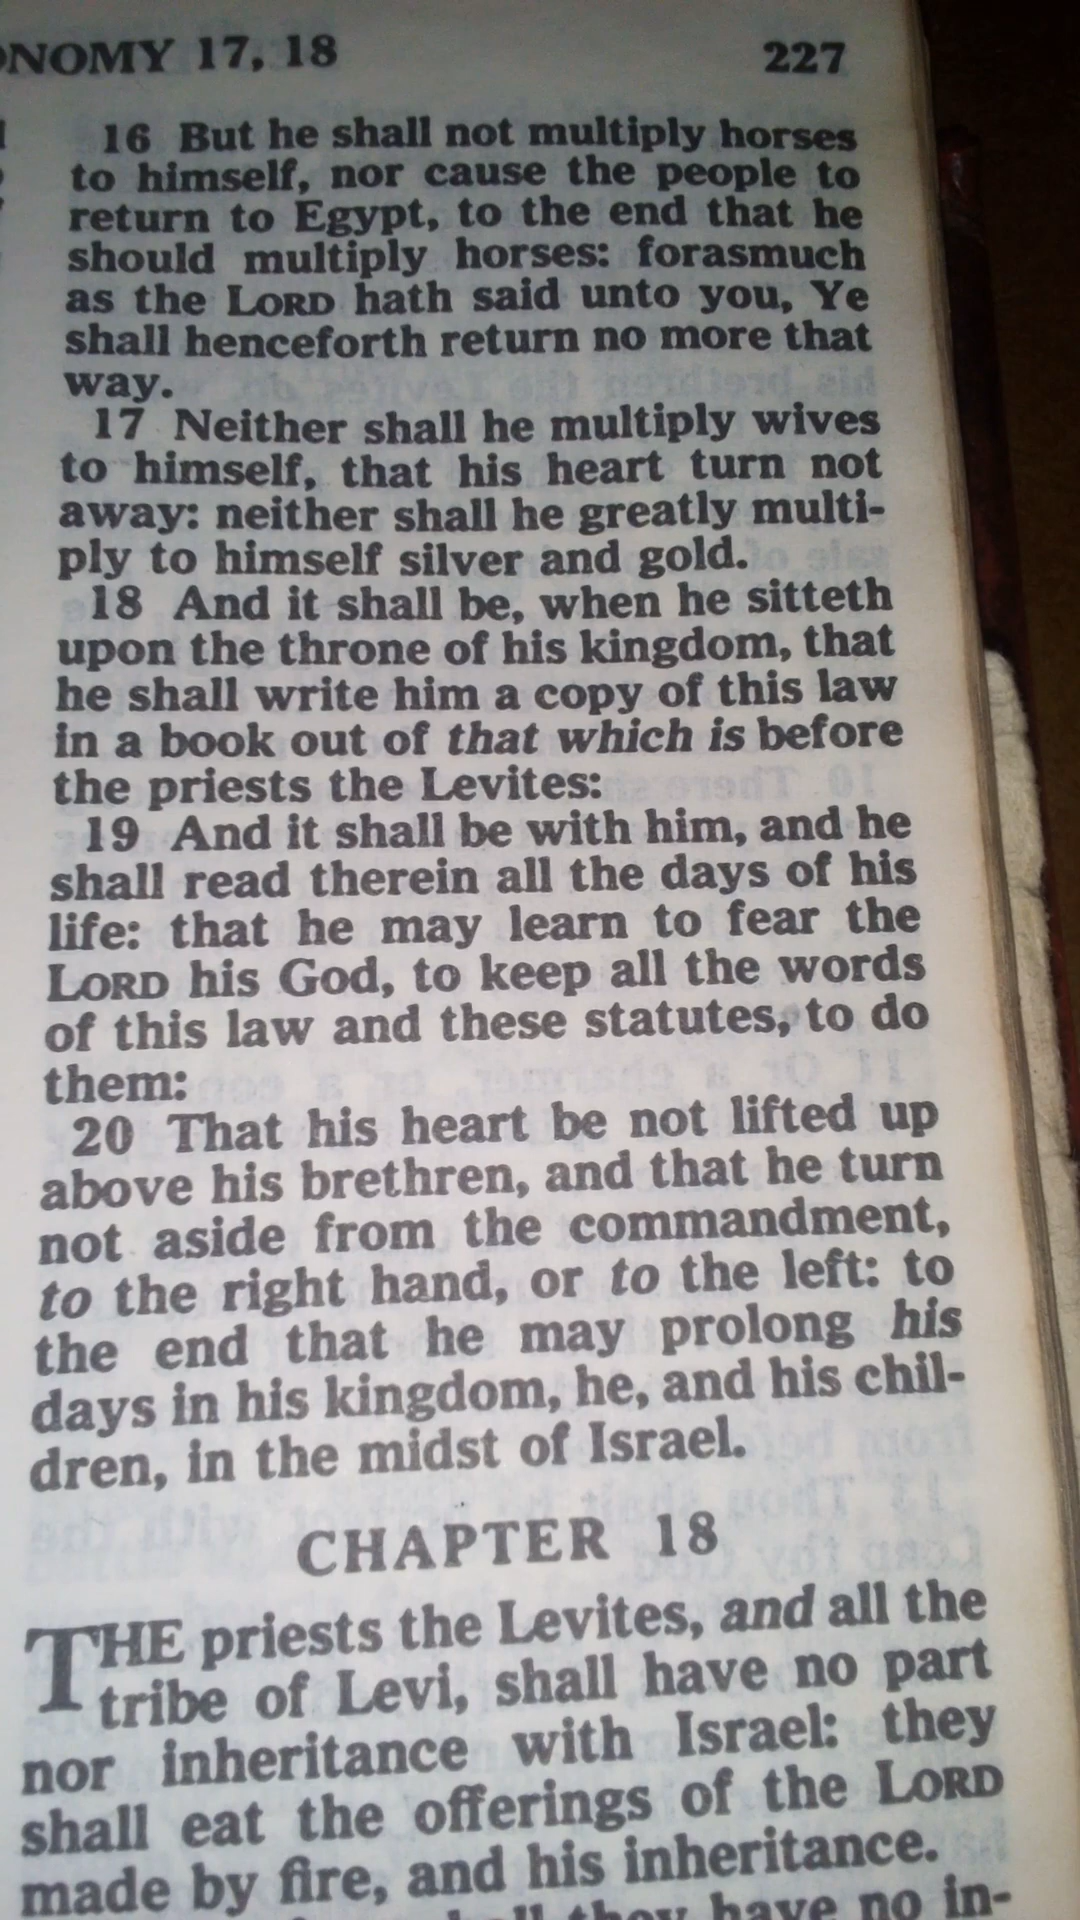 ONOMY 17, 18 227
16 But he shall not multiply horses
to himself, nor cause the people to
return to Egypt, to the end that he
should multiply horses: forasmuch
as the LORD hath said unto you, Ye
shall henceforth return no more that
way.
17 Neither shall he multiply wives
to himself, that his heart turn not
away: neither shall he greatly multi-
ply to himself silver and gold.
18 And it shall be, when he sitteth
upon the throne of his kingdom, that
he shall write him a copy of this law
in a book out of that which is before
the priests the Levites:
19 And it shall be with him, and he
shall read therein all the days of his
life: that he may learn to fear the
LORD his God, to keep all the words
of this law and these statutes, to do
them:
20 That his heart be not lifted up
above his brethren, and that he turn
not aside from the commandment,
to the right hand, or to the left: to
the end that he may prolong his
days in his kingdom, he, and his chil-
dren, in the midst of Israel.
CHAPTER 18
THE priests the Levites, and all the
tribe of Levi, shall have no part
nor inheritance with Israel: they
shall eat the offerings of the LORD
made by fire, and his inheritance.
they have no in-